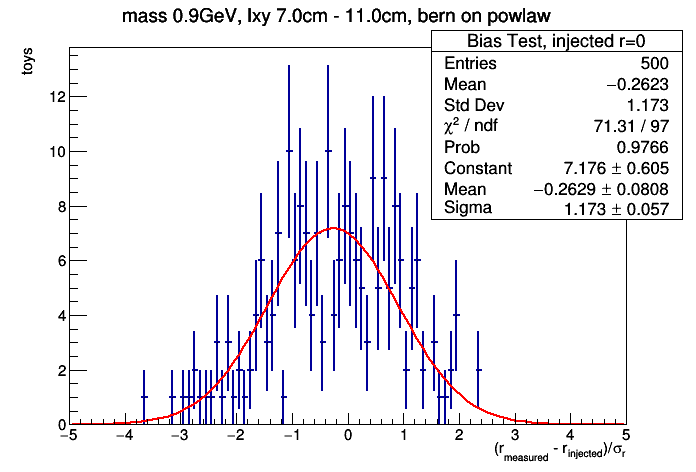 mass 0.9GeV, lxy 7.0cm - 11.0cm, bern on powlaw
Bias Test, injected r=0
Entries 500
Mean −0.2623
Std Dev 1.173
χ² / ndf 71.31 / 97
Prob 0.9766
Constant 7.176 ± 0.605
Mean −0.2629 ± 0.0808
Sigma 1.173 ± 0.057
toys
12
10
8
6
4
2
0
−5 −4 −3 −2 −1 0 1 2 3 4 5
(r_measured - r_injected)/σ_r